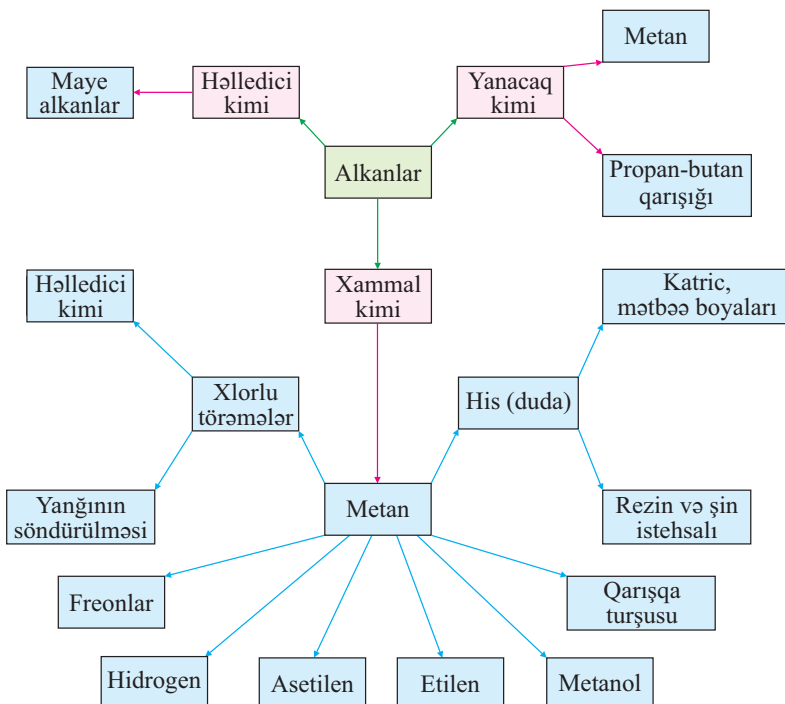 Metan
Maye
alkanlar
Həlledici
kimi
Yanacaq
kimi
Alkanlar
Propan-butan
qarışığı
Həlledici
kimi
Xammal
kimi
Katric,
mətbəə boyaları
Xlorlu
törəmələr
His (duda)
Yanğının
söndürülməsi
Metan
Rezin və şin
istehsalı
Freonlar
Qarışqa
turşusu
Hidrogen
Asetilen
Etilen
Metanol